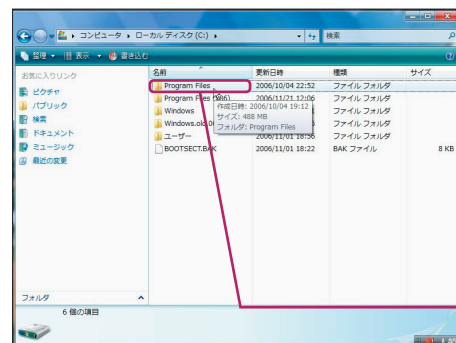 コンピュータ ▸ ローカル ディスク (C:) ▸
検索
整理 ▾ 表示 ▾ 書き込む
お気に入りリンク
ピクチャ
パブリック
検索
ドキュメント
ミュージック
最近の変更
フォルダ
名前 更新日時 種類 サイズ
Program Files 2006/10/04 22:52 ファイル フォルダ
Program Files 2006/11/21 12:06 ファイル フォルダ
作成日時: 2006/10/04 19:12
サイズ: 488 MB
フォルダ: Program Files
Windows ファイル フォルダ
Windows.old ファイル フォルダ
ユーザー 2006/11/01 18:56 ファイル フォルダ
BOOTSECT.BAK 2006/11/01 18:22 BAK ファイル 8 KB
6 個の項目